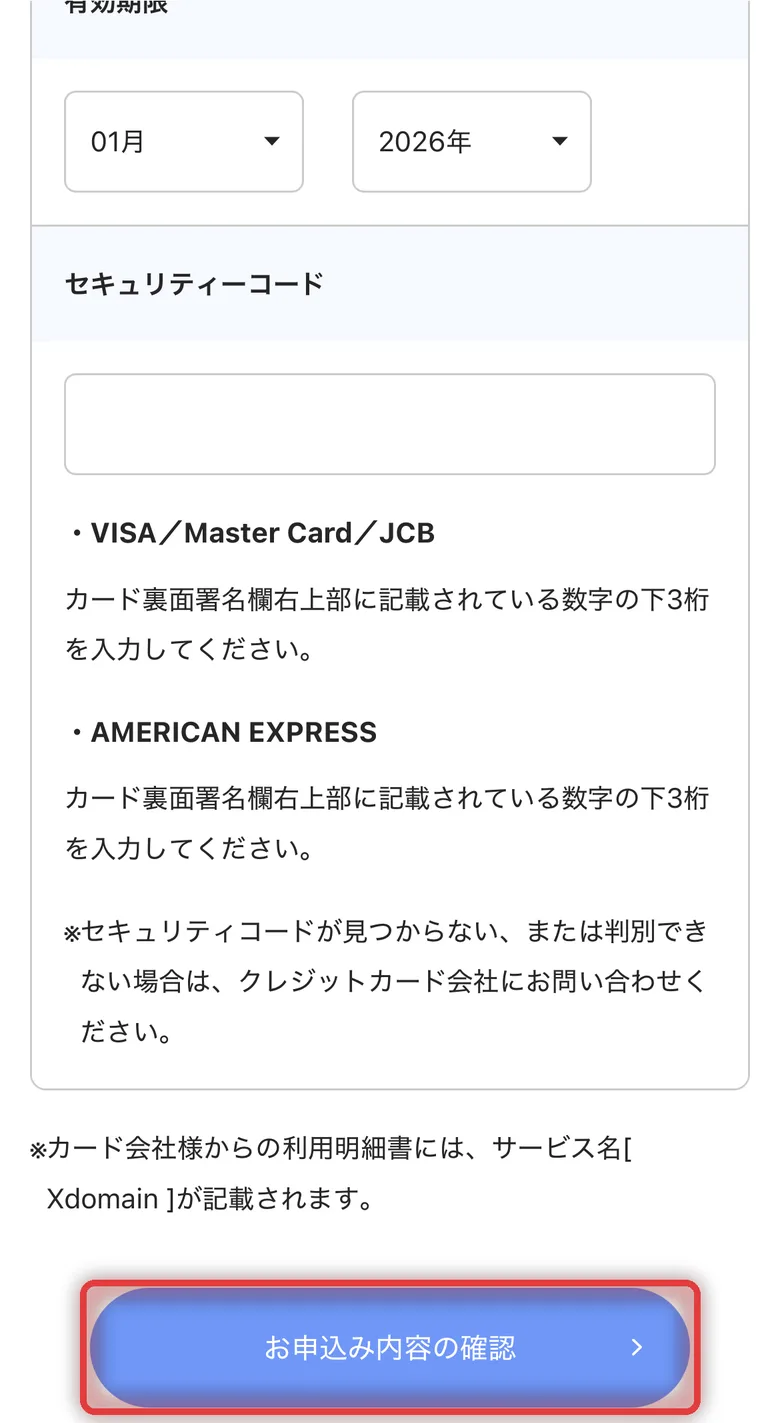 有効期限
01月
2026年
セキュリティーコード
・VISA／Master Card／JCB
カード裏面署名欄右上部に記載されている数字の下3桁
を入力してください。
・AMERICAN EXPRESS
カード裏面署名欄右上部に記載されている数字の下3桁
を入力してください。
※セキュリティコードが見つからない、または判別でき
ない場合は、クレジットカード会社にお問い合わせく
ださい。
※カード会社様からの利用明細書には、サービス名[
Xdomain ]が記載されます。
お申込み内容の確認